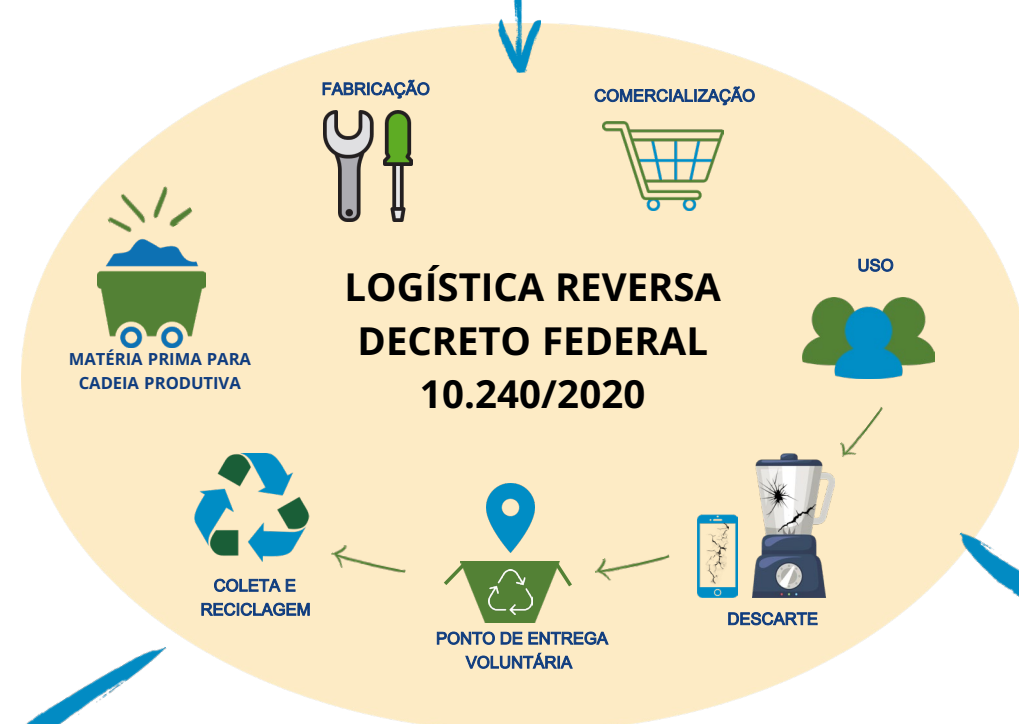 FABRICAÇÃO
COMERCIALIZAÇÃO
USO
LOGÍSTICA REVERSA
DECRETO FEDERAL
10.240/2020
MATÉRIA PRIMA PARA
CADEIA PRODUTIVA
COLETA E
RECICLAGEM
PONTO DE ENTREGA
VOLUNTÁRIA
DESCARTE